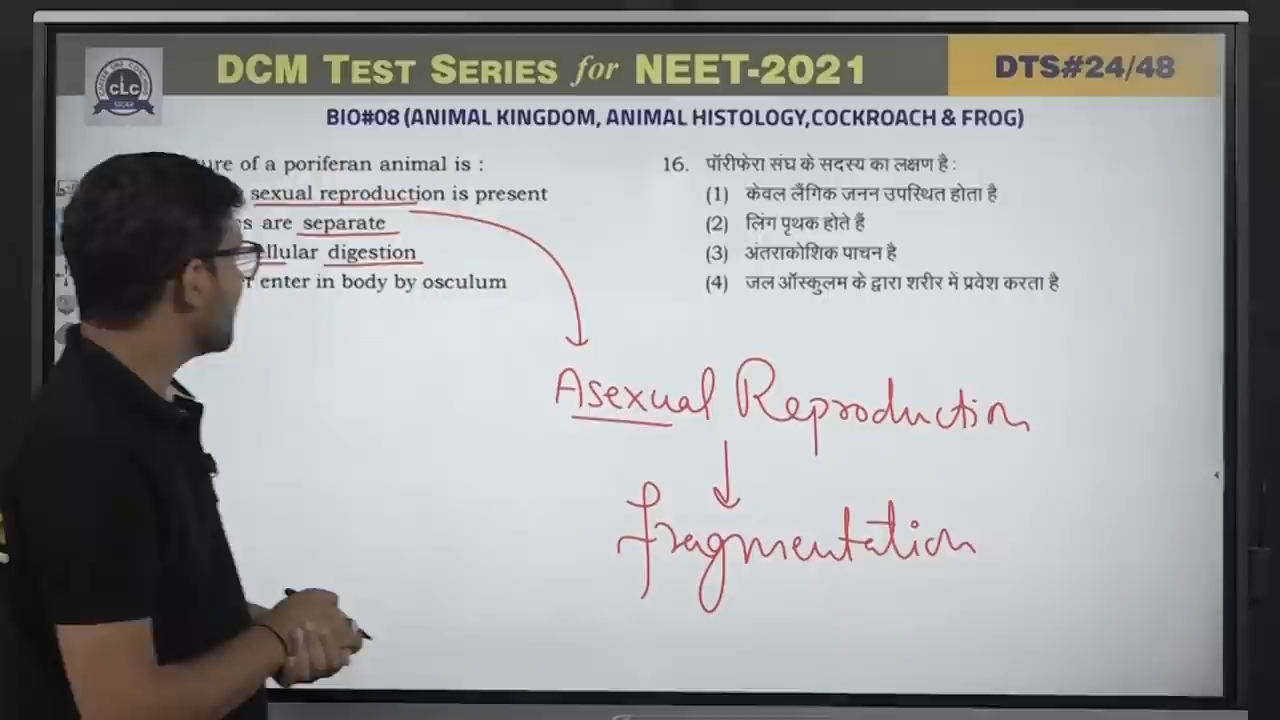 DCM TEST SERIES for NEET-2021
DTS#24/48
CLC
SIKAR
BIO#08 (ANIMAL KINGDOM, ANIMAL HISTOLOGY,COCKROACH & FROG)
of a poriferan animal is :
sexual reproduction is present
are separate
digestion
enter in body by osculum
16. पॉरीफेरा संघ के सदस्य का लक्षण है :
(1) केवल लैंगिक जनन उपस्थित होता है
(2) लिंग पृथक होते हैं
(3) अंतराकोशिक पाचन है
(4) जल ऑस्कुलम के द्वारा शरीर में प्रवेश करता है
Asexual Reproduction
fragmentation